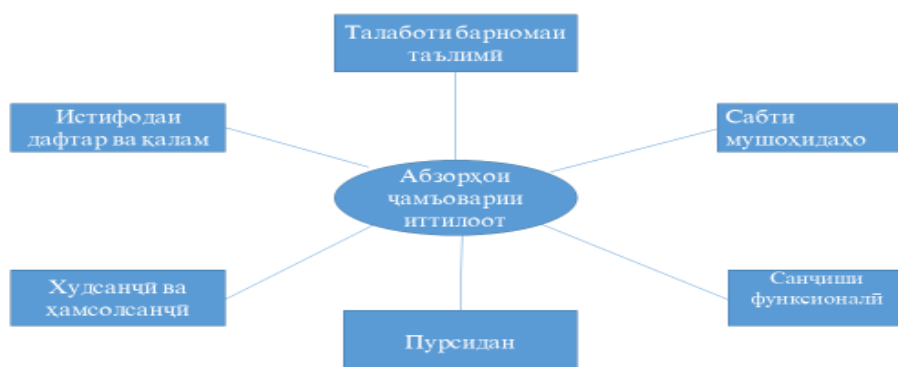 Талаботи барномаи
таълимӣ
Истифодаи
дафтар ва қалам
Сабти
мушоҳидаҳо
Абзорҳои
ҷамъоварии
иттилоот
Худсанҷӣ ва
ҳамсолсанҷӣ
Санҷиши
функсионалӣ
Пурсидан